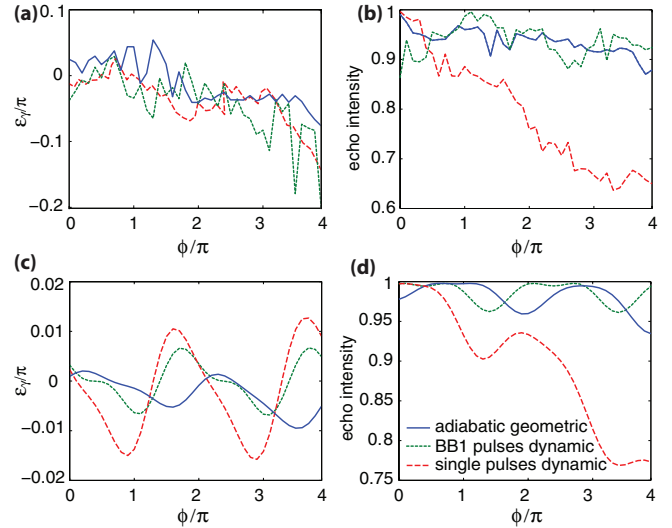 (a)
0.1
0
−0.1
−0.2
εγ/π
0 1 2 3 4
ϕ/π
(b)
1
0.9
0.8
0.7
0.6
echo intensity
0 1 2 3 4
ϕ/π
(c)
0.02
0.01
0
−0.01
−0.02
εγ/π
0 1 2 3 4
ϕ/π
(d)
1
0.95
0.9
0.85
0.8
0.75
echo intensity
adiabatic geometric
BB1 pulses dynamic
single pulses dynamic
0 1 2 3 4
ϕ/π